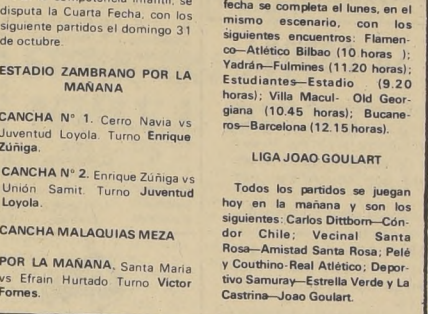 disputa la Cuarta Fecha, con los
siguiente partidos el domingo 31
de octubre.
ESTADIO ZAMBRANO POR LA
MAÑANA
CANCHA N° 1. Cerro Navia vs
Juventud Loyola. Turno Enrique
Zúñiga.
CANCHA N° 2. Enrique Zúñiga vs
Unión Samit. Turno Juventud
Loyola.
CANCHA MALAQUIAS MEZA
POR LA MAÑANA, Santa María
vs Efrain Hurtado Turno Victor
Fornes.
fecha se completa el lunes, en el
mismo escenario, con los
siguientes encuentros: Flamen-
co—Atlético Bilbao (10 horas );
Yadrán—Fulmines (11.20 horas);
Estudiantes—Estadio (9.20
horas); Villa Macul- Old Geor-
giana (10.45 horas); Bucane-
ros—Barcelona (12.15 horas).
LIGA JOAO GOULART
Todos los partidos se juegan
hoy en la mañana y son los
siguientes: Carlos Dittborn—Cón-
dor Chile; Vecinal Santa
Rosa—Amistad Santa Rosa; Pelé
y Couthino-Real Atlético; Depor-
tivo Samuray—Estrella Verde y La
Castrina—Joao Goulart.